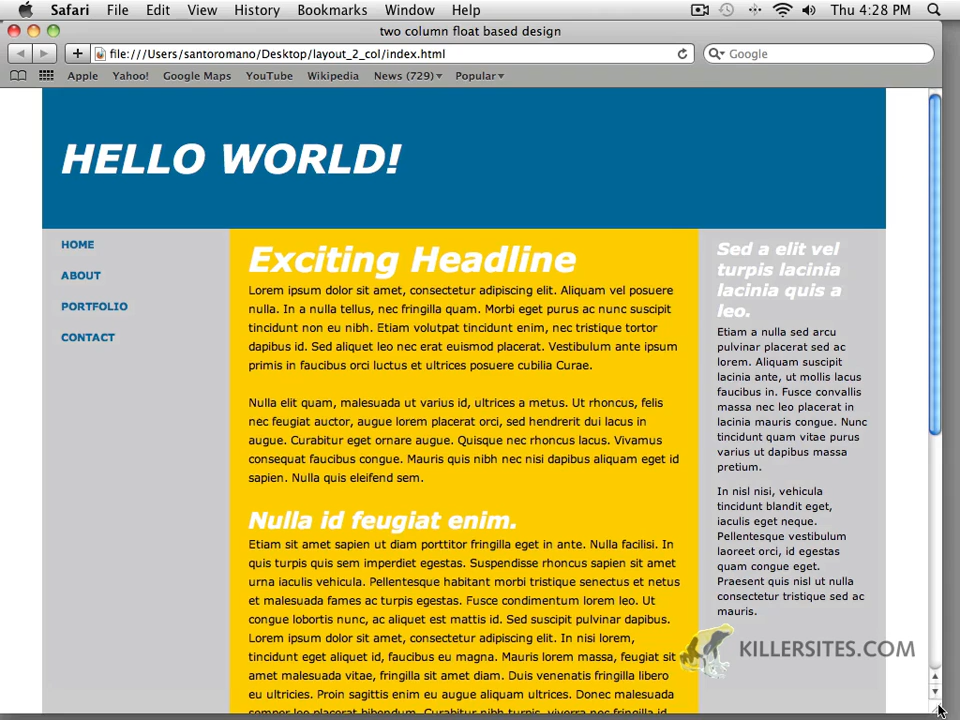 Safari File Edit View History Bookmarks Window Help Thu 4:28 PM
two column float based design
file:///Users/santoromano/Desktop/layout_2_col/index.html
Google
Apple Yahoo! Google Maps YouTube Wikipedia News (729) Popular
HELLO WORLD!
HOME
ABOUT
PORTFOLIO
CONTACT
Exciting Headline
Lorem ipsum dolor sit amet, consectetur adipiscing elit. Aliquam vel posuere
nulla. In a nulla tellus, nec fringilla quam. Morbi eget purus ac nunc suscipit
tincidunt non eu nibh. Etiam volutpat tincidunt enim, nec tristique tortor
dapibus id. Sed aliquet leo nec erat euismod placerat. Vestibulum ante ipsum
primis in faucibus orci luctus et ultrices posuere cubilia Curae.
Nulla elit quam, malesuada ut varius id, ultrices a metus. Ut rhoncus, felis
nec feugiat auctor, augue lorem placerat orci, sed hendrerit dui lacus in
augue. Curabitur eget ornare augue. Quisque nec rhoncus lacus. Vivamus
consequat faucibus congue. Mauris quis nibh nec nisi dapibus aliquam eget id
sapien. Nulla quis eleifend sem.
Nulla id feugiat enim.
Etiam sit amet sapien ut diam porttitor fringilla eget in ante. Nulla facilisi. In
quis turpis quis sem imperdiet egestas. Suspendisse rhoncus sapien sit amet
urna iaculis vehicula. Pellentesque habitant morbi tristique senectus et netus
et malesuada fames ac turpis egestas. Fusce condimentum lorem leo. Ut
congue lobortis nunc, ac aliquet est mattis id. Sed suscipit pulvinar dapibus.
Lorem ipsum dolor sit amet, consectetur adipiscing elit. In nisi lorem,
tincidunt eget aliquet id, faucibus eu magna. Mauris lorem massa, feugiat sit
amet malesuada vitae, fringilla sit amet diam. Duis venenatis fringilla libero
eu ultricies. Proin sagittis enim eu augue aliquam ultrices. Donec malesuada
semper placerat bibendum. Curabitur
Sed a elit vel
turpis lacinia
lacinia quis a
leo.
Etiam a nulla sed arcu
pulvinar placerat sed ac
lorem. Aliquam suscipit
lacinia ante, ut mollis lacus
faucibus in. Fusce convallis
massa nec leo placerat in
lacinia mauris congue. Nunc
tincidunt quam vitae purus
varius ut dapibus massa
pretium.
In nisl nisi, vehicula
tincidunt blandit eget,
iaculis eget neque.
Pellentesque vestibulum
laoreet orci, id egestas
quam congue eget.
Praesent quis nisl ut nulla
consectetur tristique sed ac
mauris.
KILLERSITES.COM